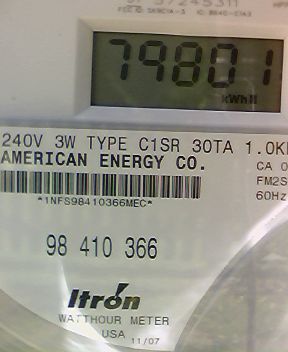 79801
kWh
240V 3W TYPE C1SR 30TA 1.0K
AMERICAN ENERGY CO.
CA 0
FM2S
60Hz
*1NFS98410366MEC*
98 410 366
Itrón
WATTHOUR METER
USA 11/07